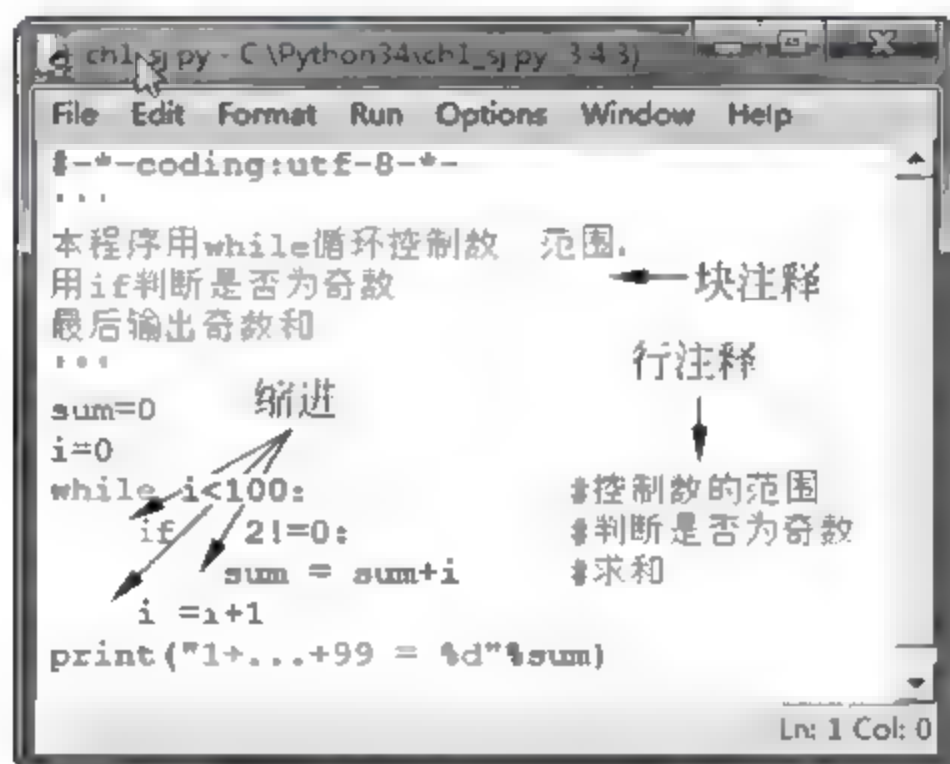 ch1_sj py - C \Python34\ch1_sj py 3 4 3)
File Edit Format Run Options Window Help
#-*-coding:utf-8-*-
'''
本程序用while循环控制数 范围.
用if判断是否为奇数
块注释
最后输出奇数和
'''
行注释
缩进
sum=0
i=0
while i<100: #控制数的范围
if 2!=0: #判断是否为奇数
sum = sum+i #求和
i =i+1
print("1+...+99 = %d"%sum)
Ln: 1 Col: 0